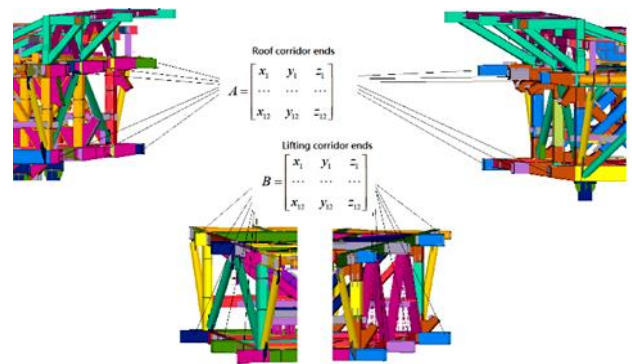 Roof corridor ends
x₁ y₁ z₁
A = ... ... ...
x₁₂ y₁₂ z₁₂
Lifting corridor ends
x₁ y₁ z₁
B = ... ... ...
x₁₂ y₁₂ z₁₂